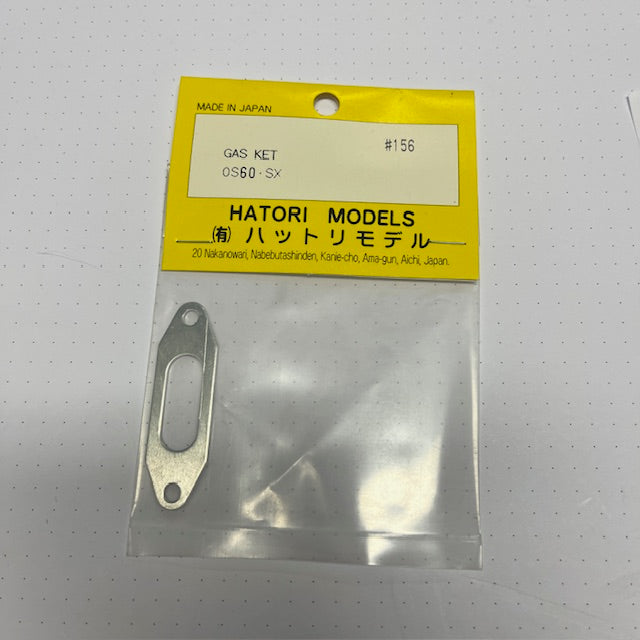 MADE IN JAPAN
#156
GAS KET
OS60·SX
HATORI MODELS
㈲ ハットリモデル
20 Nakanowari, Nabebutashinden, Kanie-cho, Ama-gun, Aichi, Japan.